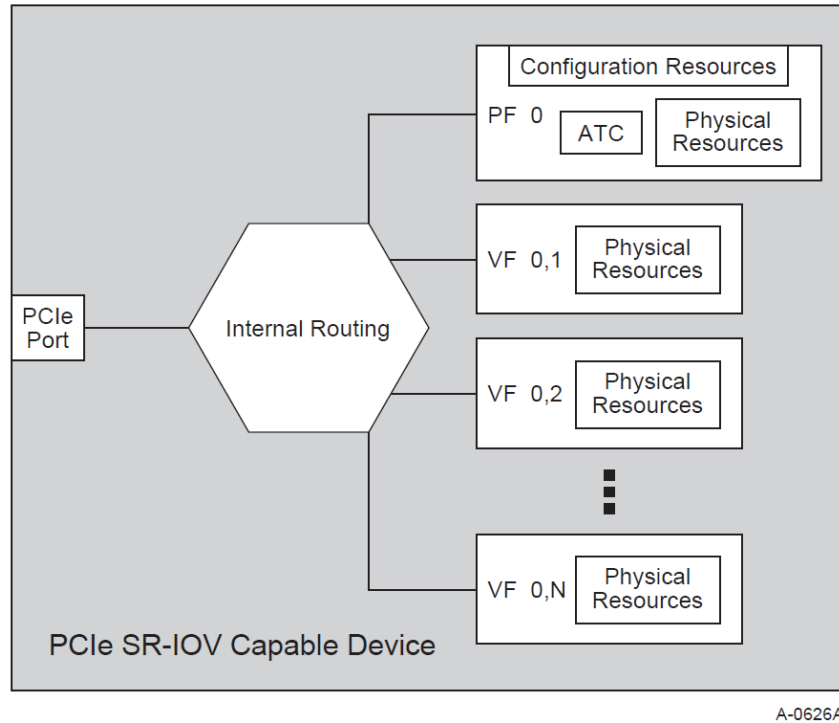 Configuration Resources
PF 0
ATC
Physical
Resources
VF 0,1
Physical
Resources
PCIe
Port
Internal Routing
VF 0,2
Physical
Resources
VF 0,N
Physical
Resources
PCIe SR-IOV Capable Device
A-0626A